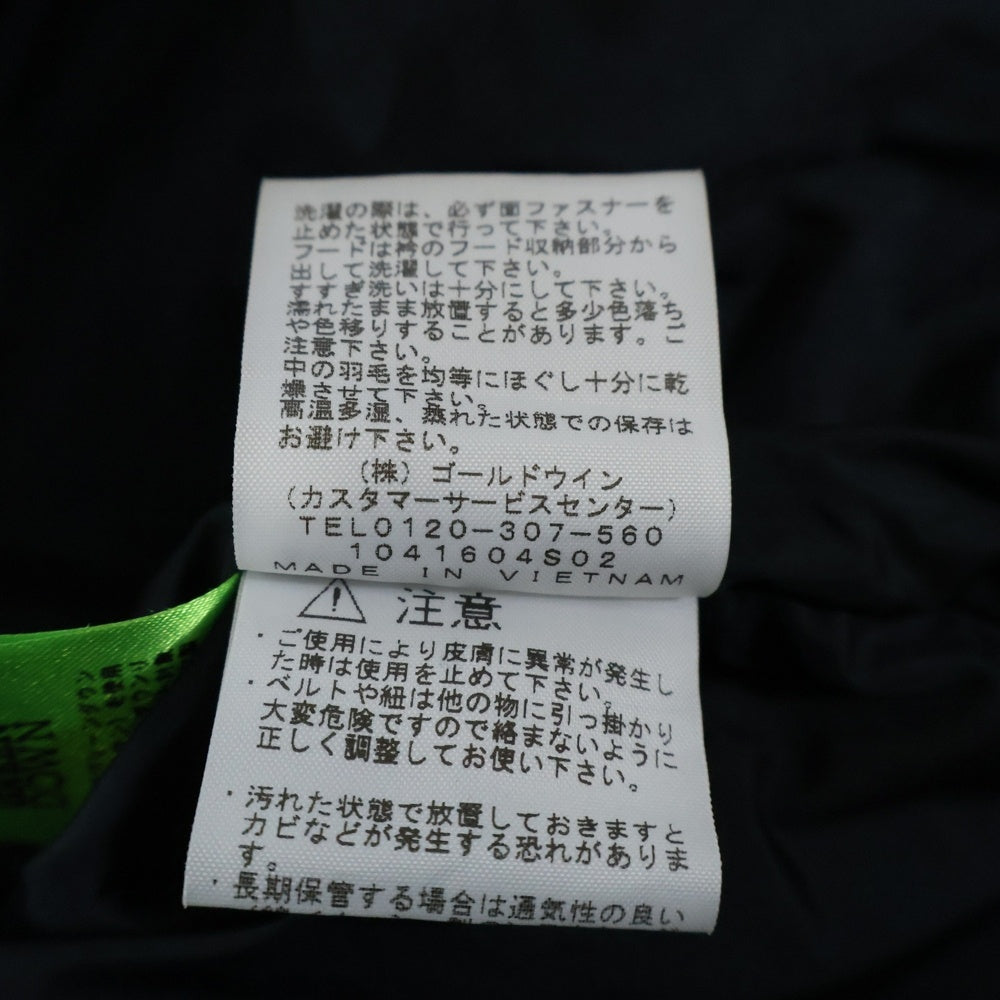 洗濯の際は、必ず面ファスナーを
止めた状態で行って下さい。
フードは衿のフード収納部分から
出して洗濯して下さい。
すすぎ洗いは十分にして下さい。
濡れたまま放置すると多少色落ち
や色移りすることがあります。ご
注意下さい。
中の羽毛を均等にほぐし十分に乾
燥させて下さい。
高温多湿、蒸れた状態での保存は
お避け下さい。
(株) ゴールドウイン
(カスタマーサービスセンター)
TEL0120-307-560
1041604S02
MADE IN VIETNAM
注意
・ご使用により皮膚に異常が発生し
た時は使用を止めて下さい。
・ベルトや紐は他の物に引っ掛かり
大変危険ですので絡まないように
正しく調整してお使い下さい。
・汚れた状態で放置しておきますと
カビなどが発生する恐れがありま
す。
・長期保管する場合は通気性の良い
DOWN